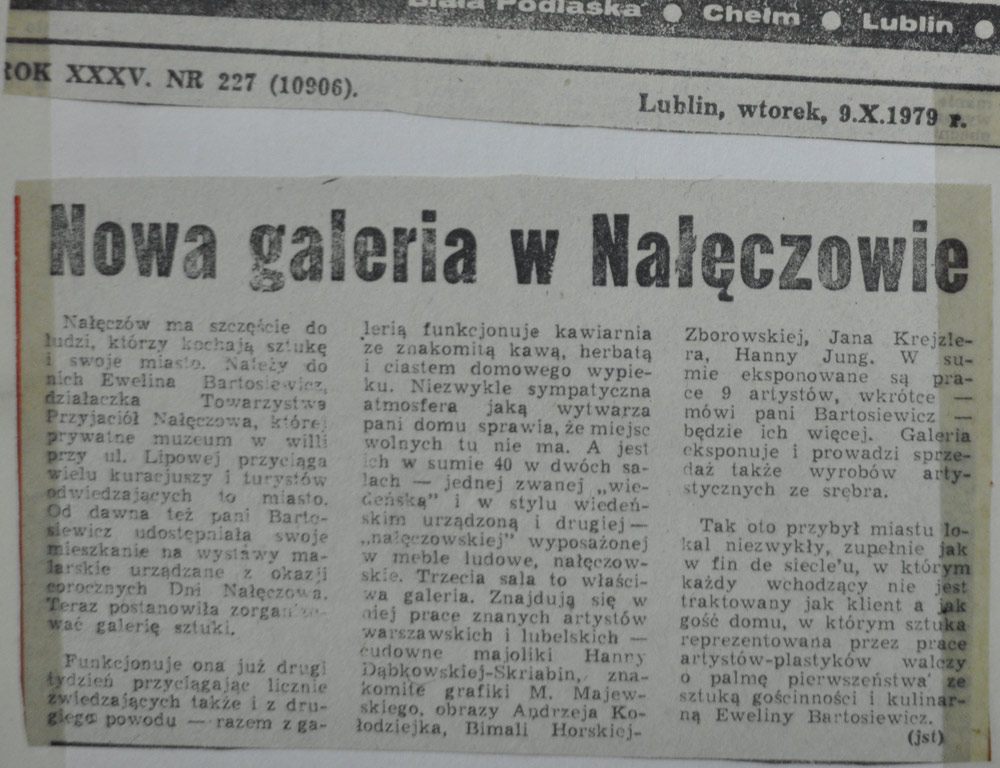 Biała Podlaska ● Chełm ● Lublin ●
ROK XXXV. NR 227 (10906).
Lublin, wtorek, 9.X.1979 r.
Nowa galeria w Nałęczowie
Nałęczów ma szczęście do
ludzi, którzy kochają sztukę
i swoje miasto. Należy do
nich Ewelina Bartosiewicz,
działaczka Towarzystwa
Przyjaciół Nałęczowa, której
prywatne muzeum w willi
przy ul. Lipowej przyciąga
wielu kuracjuszy i turystów
odwiedzających to miasto.
Od dawna też pani Barto-
siewicz udostępniała swoje
mieszkanie na wystawy ma-
larskie urządzane z okazji
corocznych Dni Nałęczowa.
Teraz postanowiła zorganizo-
wać galerię sztuki.
Funkcjonuje ona już drugi
tydzień przyciągając licznie
zwiedzających także i z dru-
giego powodu — razem z ga-
lerią funkcjonuje kawiarnia
ze znakomitą kawą, herbatą
i ciastem domowego wypie-
ku. Niezwykle sympatyczna
atmosfera jaką wytwarza
pani domu sprawia, że miejsc
wolnych tu nie ma. A jest
ich w sumie 40 w dwóch sa-
lach — jednej zwanej „wie-
deńską” i w stylu wiedeń-
skim urządzoną i drugiej —
„nałęczowskiej” wyposażonej
w meble ludowe, nałęczow-
skie. Trzecia sala to właści-
wa galeria. Znajdują się w
niej prace znanych artystów
warszawskich i lubelskich —
cudowne majoliki Hanny
Dąbkowskiej-Skriabin, zna-
komite grafiki M. Majew-
skiego, obrazy Andrzeja Ko-
łodziejka, Bimali Horskiej-
Zborowskiej, Jana Krejzle-
ra, Hanny Jung. W su-
mie eksponowane są pra-
ce 9 artystów, wkrótce —
mówi pani Bartosiewicz —
będzie ich więcej. Galeria
eksponuje i prowadzi sprze-
daż także wyrobów arty-
stycznych ze srebra.
Tak oto przybył miastu lo-
kal niezwykły, zupełnie jak
w fin de siecle'u, w którym
każdy wchodzący nie jest
traktowany jak klient a jak
gość domu, w którym sztuka
reprezentowana przez prace
artystów-plastyków walczy
o palmę pierwszeństwa ze
sztuką gościnności i kulinar-
ną Eweliny Bartosiewicz.
(jst)